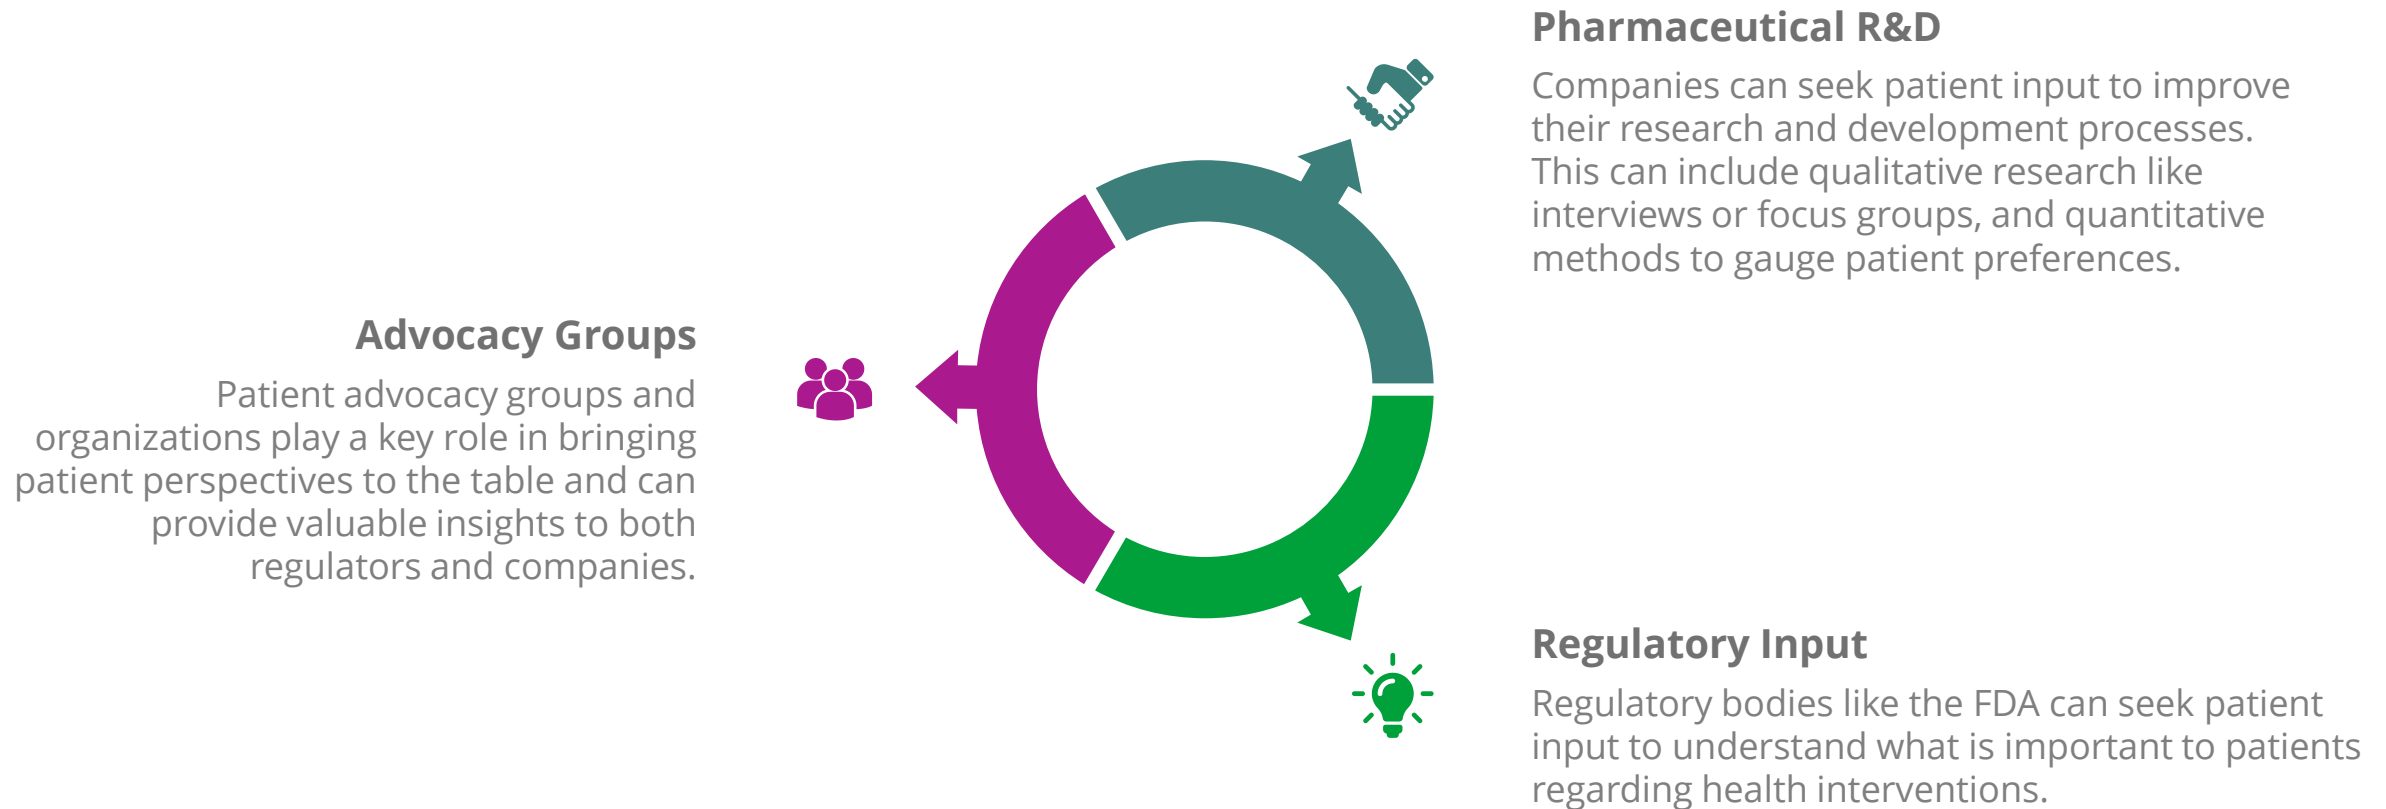 Pharmaceutical R&D
Companies can seek patient input to improve
their research and development processes.
This can include qualitative research like
interviews or focus groups, and quantitative
methods to gauge patient preferences.
Advocacy Groups
Patient advocacy groups and
organizations play a key role in bringing
patient perspectives to the table and can
provide valuable insights to both
regulators and companies.
Regulatory Input
Regulatory bodies like the FDA can seek patient
input to understand what is important to patients
regarding health interventions.